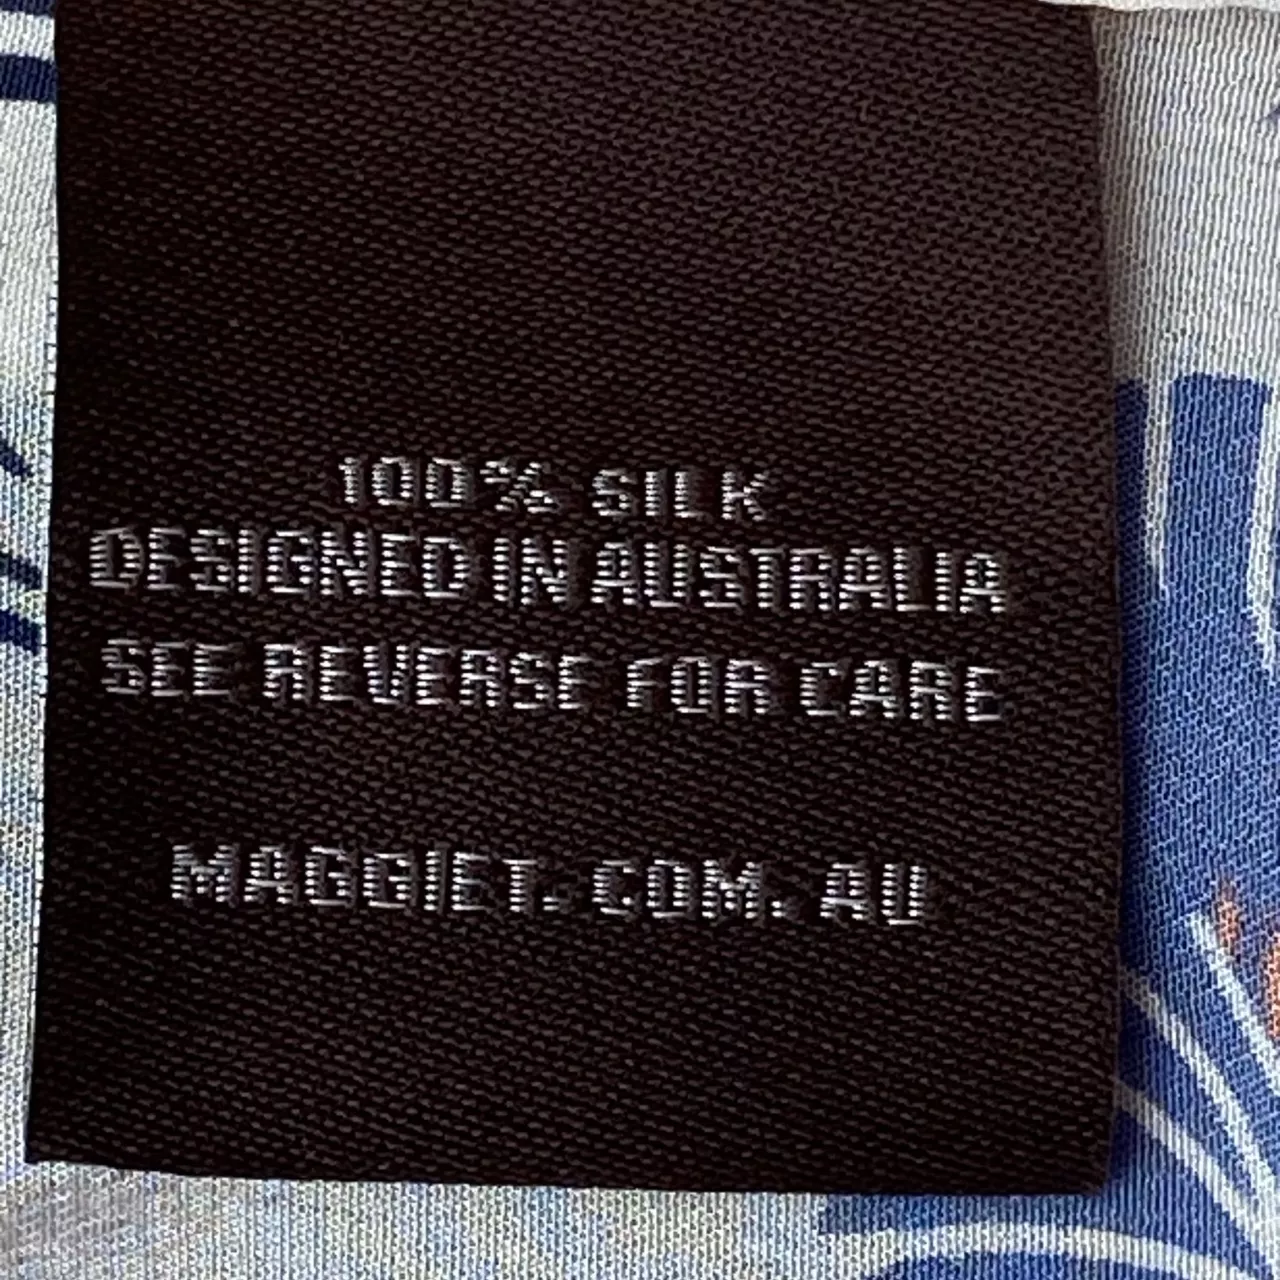 100% SILK
DESIGNED IN AUSTRALIA
SEE REVERSE FOR CARE
MAGGIET. COM. AU